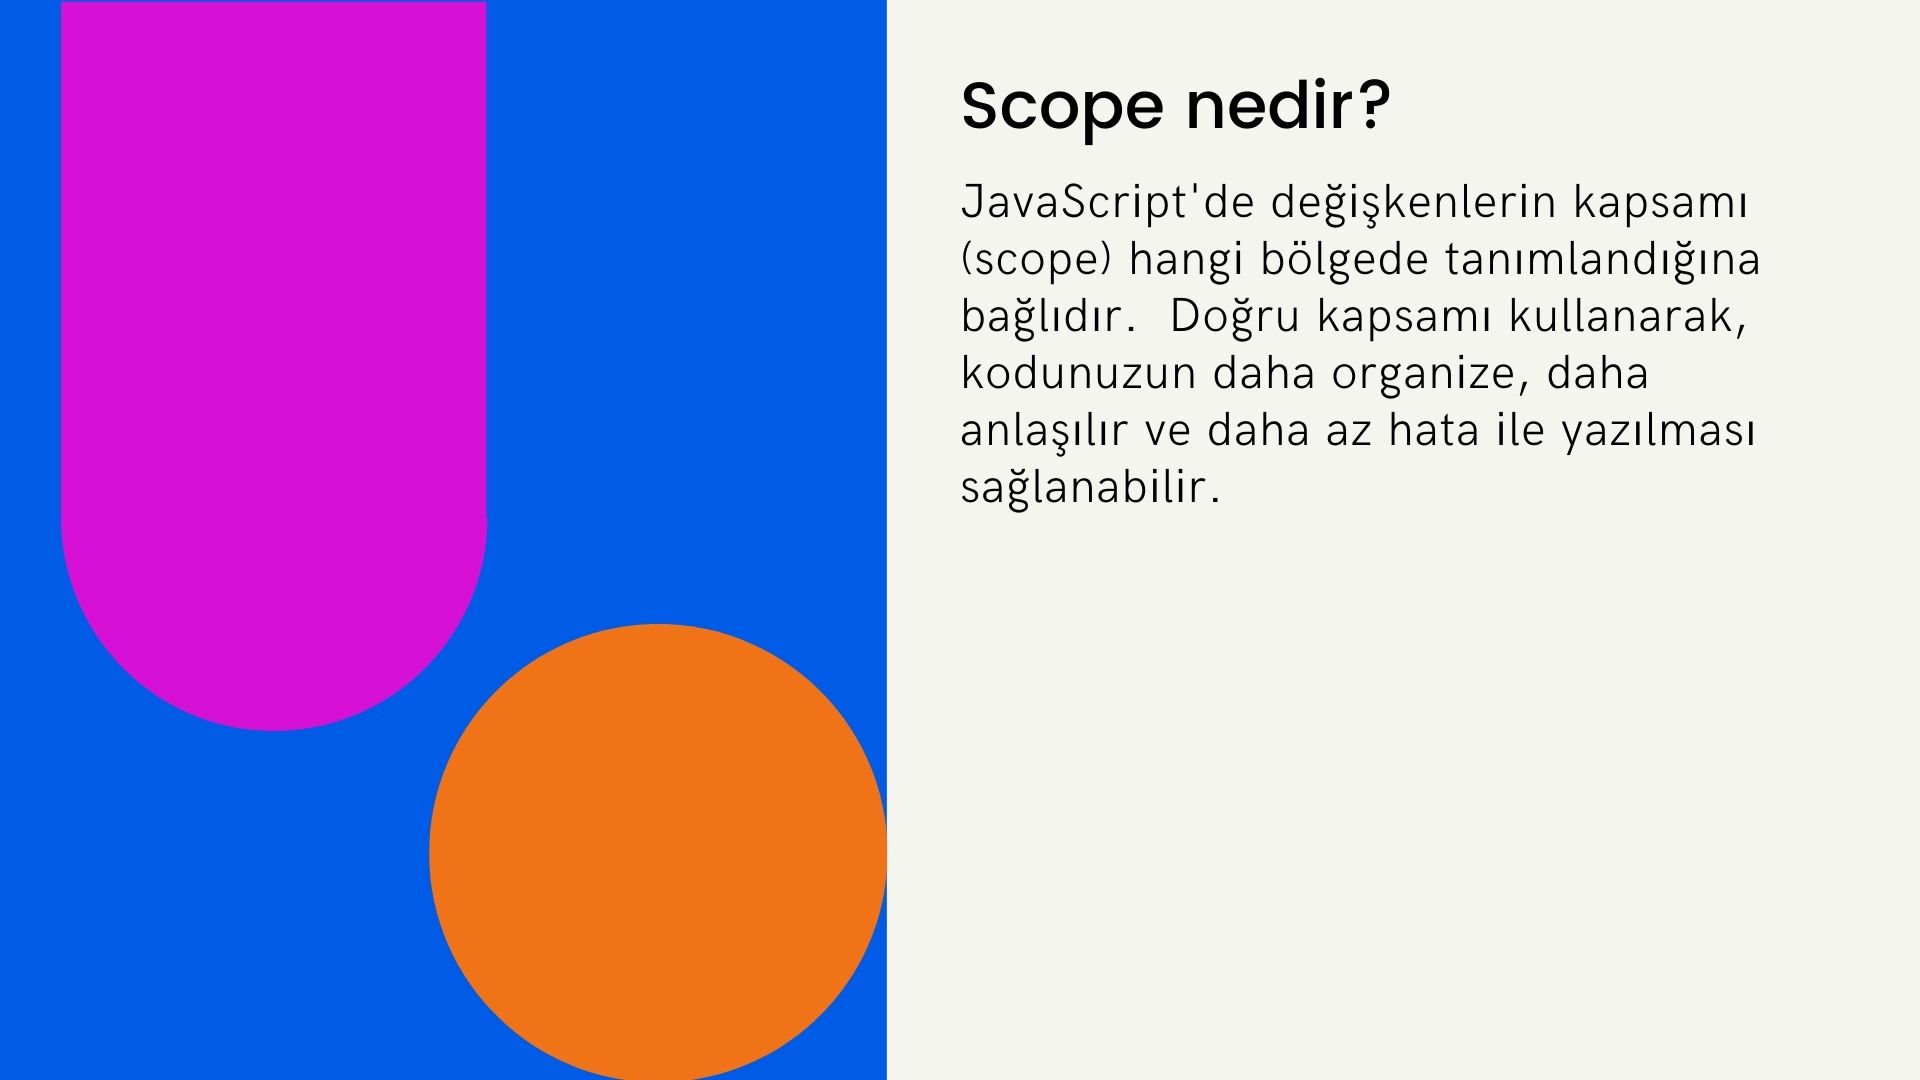 Scope nedir?
JavaScript'de değişkenlerin kapsamı
(scope) hangi bölgede tanımlandığına
bağlıdır.  Doğru kapsamı kullanarak,
kodunuzun daha organize, daha
anlaşılır ve daha az hata ile yazılması
sağlanabilir.